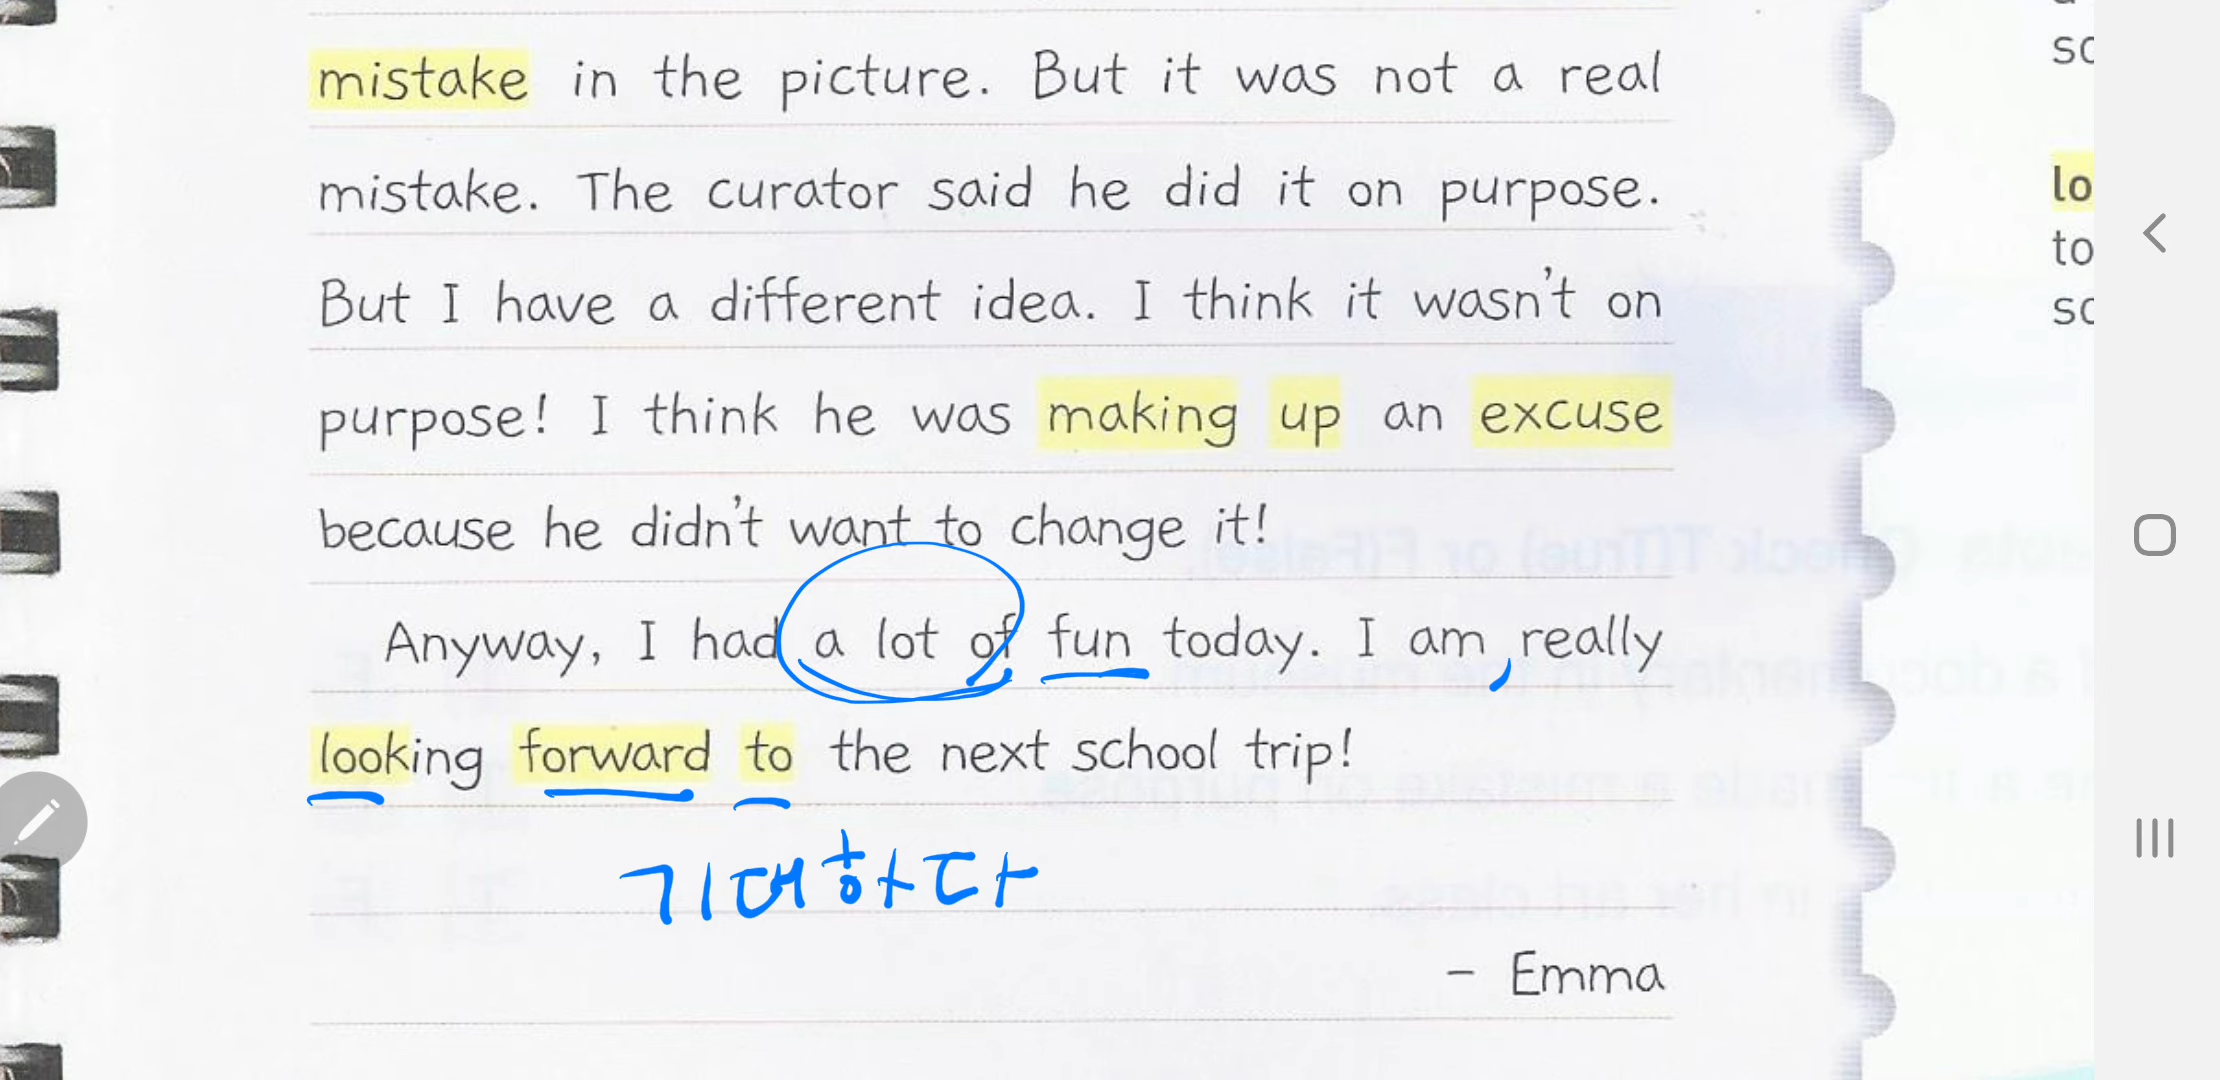 mistake in the picture. But it was not a real
mistake. The curator said he did it on purpose.
But I have a different idea. I think it wasn't on
purpose! I think he was making up an excuse
because he didn't want to change it!
Anyway, I had a lot of fun today. I am really
looking forward to the next school trip!
기대하다
- Emma
lo
to